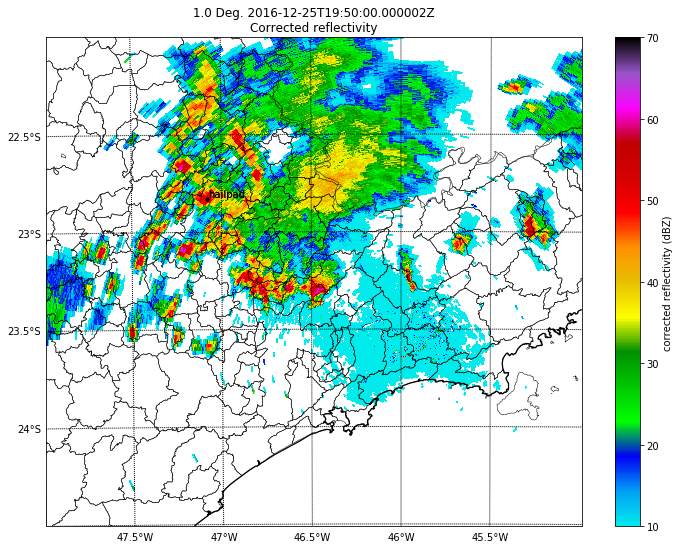 1.0 Deg. 2016-12-25T19:50:00.000002Z
Corrected reflectivity
22.5°S
23°S
23.5°S
24°S
47.5°W
47°W
46.5°W
46°W
45.5°W
hailpad
70
60
50
40
30
20
10
corrected reflectivity (dBZ)